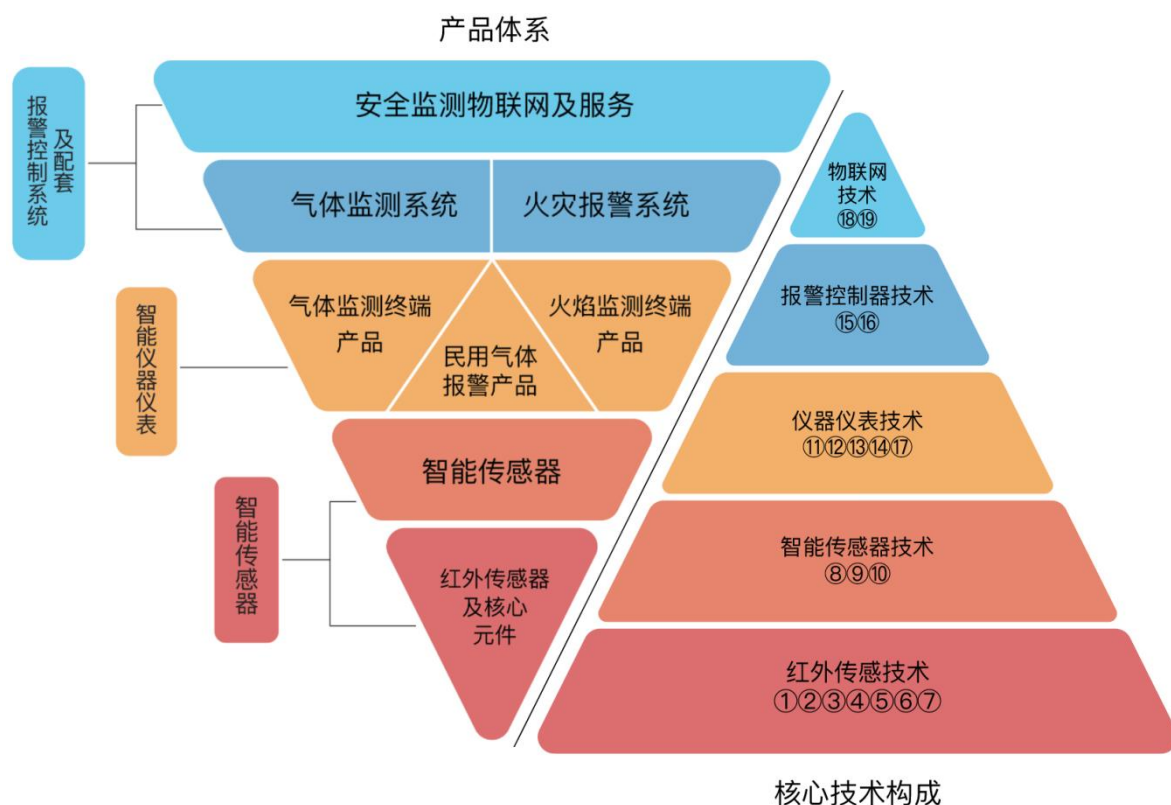 产品体系
报警控制系统
及配套
安全监测物联网及服务
气体监测系统
火灾报警系统
智能仪器仪表
气体监测终端
产品
民用气体
报警产品
火焰监测终端
产品
智能传感器
智能传感器
红外传感器
及核心
元件
物联网
技术
⑱⑲
报警控制器技术
⑮⑯
仪器仪表技术
⑪⑫⑬⑭⑰
智能传感器技术
⑧⑨⑩
红外传感技术
①②③④⑤⑥⑦
核心技术构成